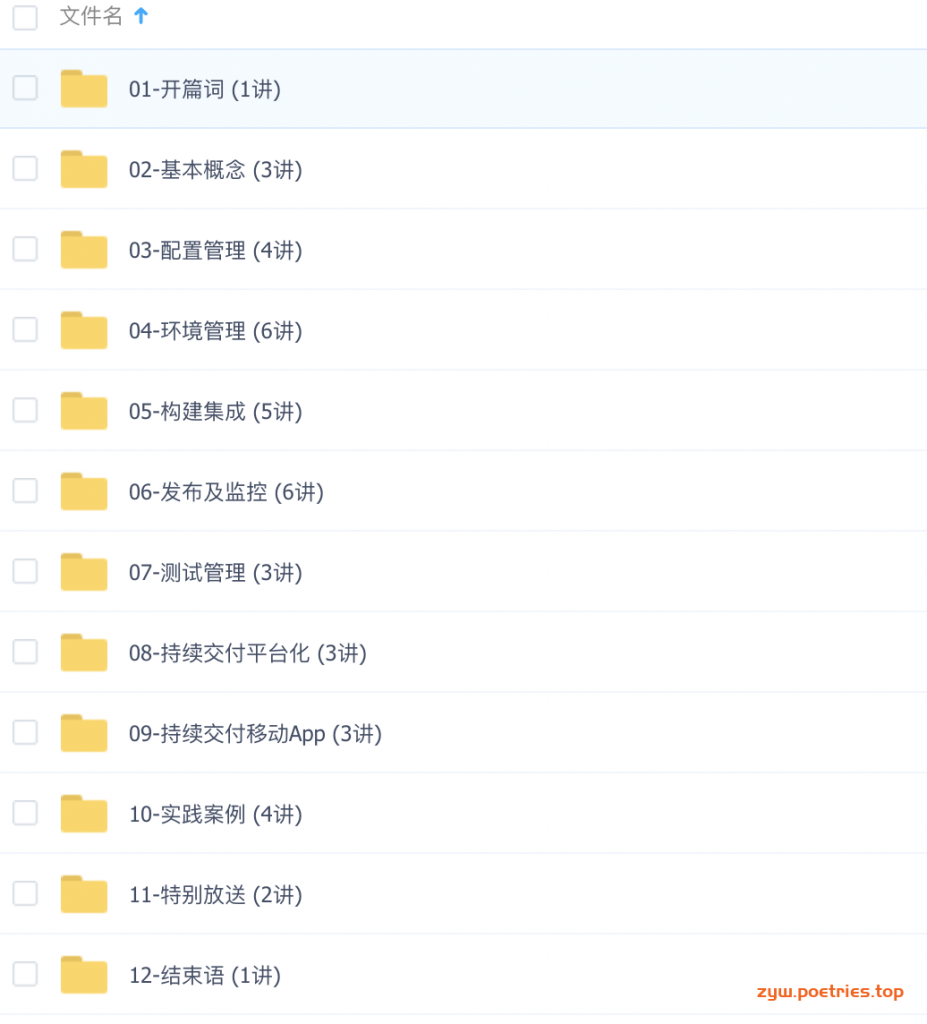 文件名
01-开篇词 (1讲)
02-基本概念 (3讲)
03-配置管理 (4讲)
04-环境管理 (6讲)
05-构建集成 (5讲)
06-发布及监控 (6讲)
07-测试管理 (3讲)
08-持续交付平台化 (3讲)
09-持续交付移动App (3讲)
10-实践案例 (4讲)
11-特别放送 (2讲)
12-结束语 (1讲)
zyw.poetries.top